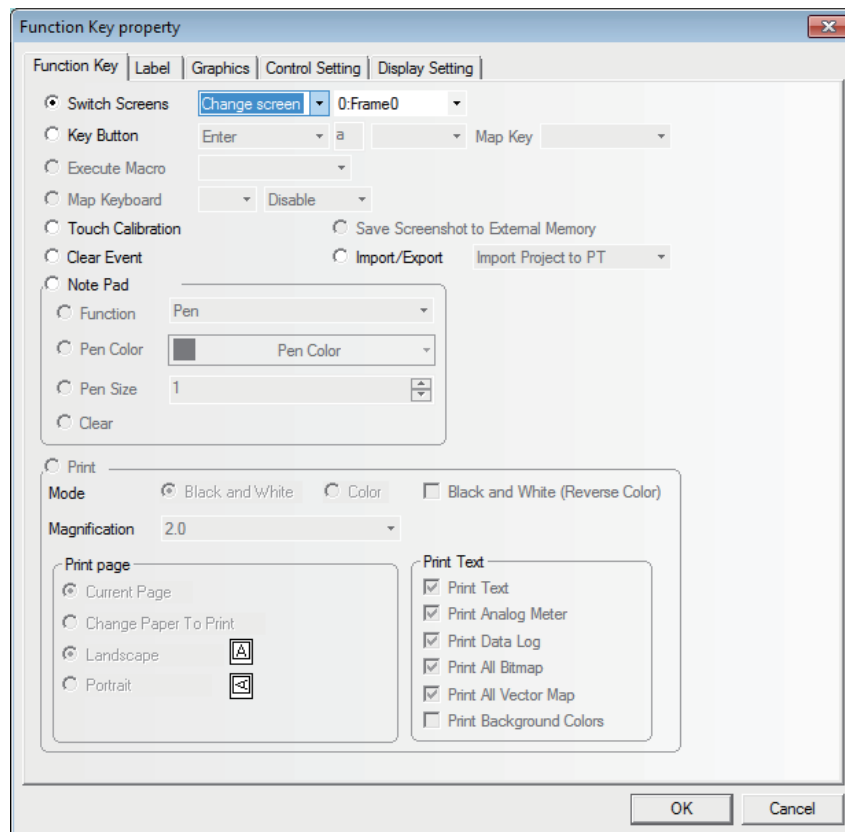 Function Key property
Function Key Label Graphics Control Setting Display Setting
Switch Screens Change screen 0:Frame0
Key Button Enter a Map Key
Execute Macro
Map Keyboard Disable
Touch Calibration Save Screenshot to External Memory
Clear Event Import/Export Import Project to PT
Note Pad
Function Pen
Pen Color Pen Color
Pen Size 1
Clear
Print
Mode Black and White Color Black and White (Reverse Color)
Magnification 2.0
Print page Print Text
Current Page Print Text
Change Paper To Print Print Analog Meter
Landscape A Print Data Log
Portrait A Print All Bitmap
Print All Vector Map
Print Background Colors
OK Cancel